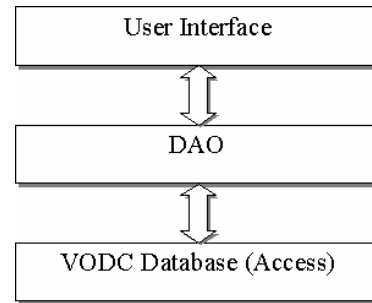 User Interface
DAO
VODC Database (Access)